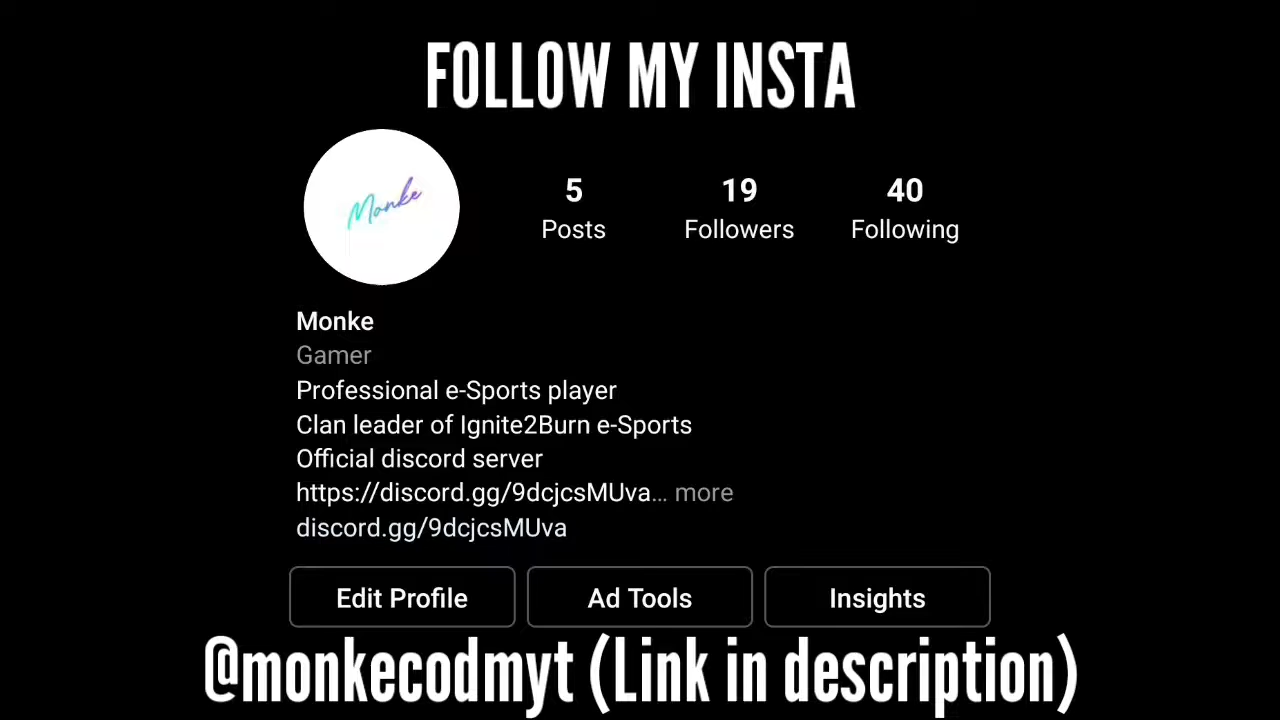 FOLLOW MY INSTA
Monke
5 19 40
Posts Followers Following
Monke
Gamer
Professional e-Sports player
Clan leader of Ignite2Burn e-Sports
Official discord server
https://discord.gg/9dcjcsMUva... more
discord.gg/9dcjcsMUva
Edit Profile Ad Tools Insights
@monkecodmyt (Link in description)